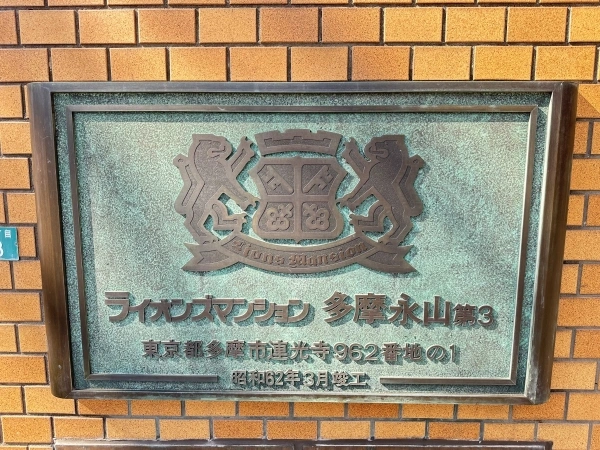 Lions Mansion
ライオンズマンション 多摩永山第3
東京都多摩市連光寺962番地の1
昭和62年3月竣工
目
8